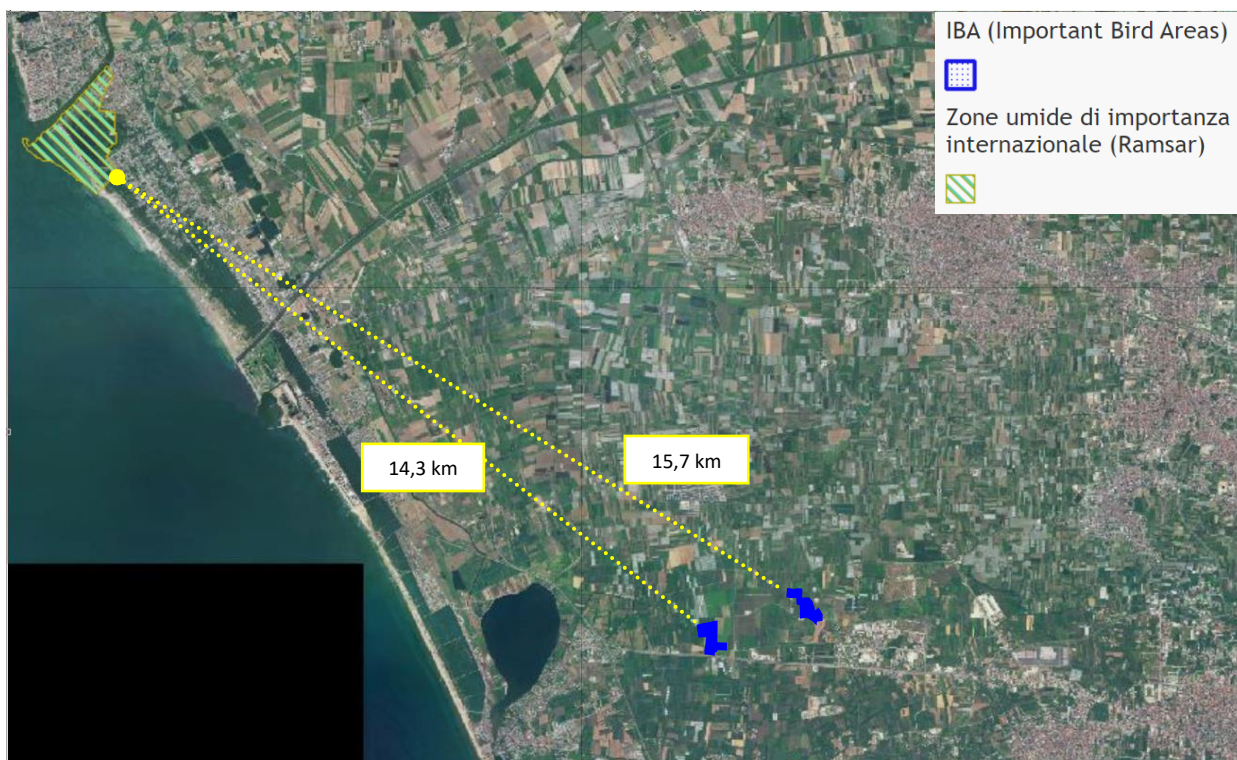 IBA (Important Bird Areas)
Zone umide di importanza
internazionale (Ramsar)
14,3 km
15,7 km